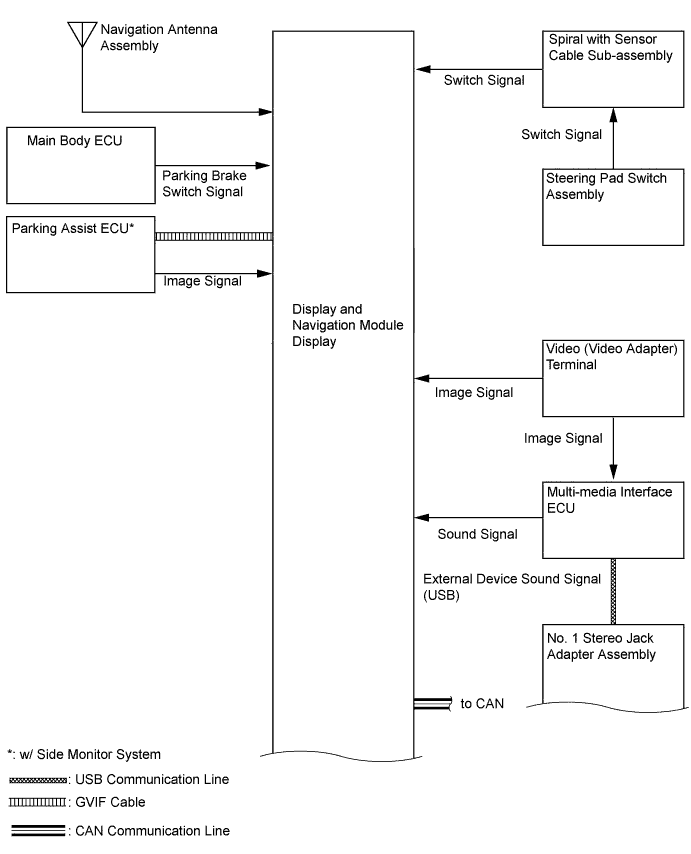 Navigation Antenna
Assembly
Spiral with Sensor
Cable Sub-assembly
Switch Signal
Switch Signal
Main Body ECU
Parking Brake
Switch Signal
Steering Pad Switch
Assembly
Parking Assist ECU*
Image Signal
Display and
Navigation Module
Display
Video (Video Adapter)
Terminal
Image Signal
Image Signal
Multi-media Interface
ECU
Sound Signal
External Device Sound Signal
(USB)
No. 1 Stereo Jack
Adapter Assembly
to CAN
*: w/ Side Monitor System
: USB Communication Line
: GVIF Cable
: CAN Communication Line